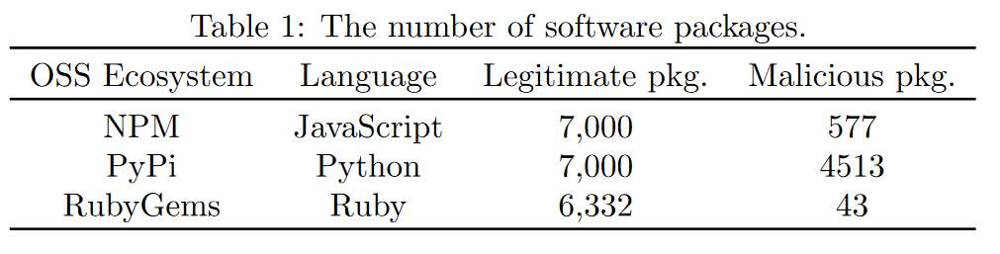 Table 1: The number of software packages.
OSS Ecosystem Language Legitimate pkg. Malicious pkg.
NPM JavaScript 7,000 577
PyPi Python 7,000 4513
RubyGems Ruby 6,332 43